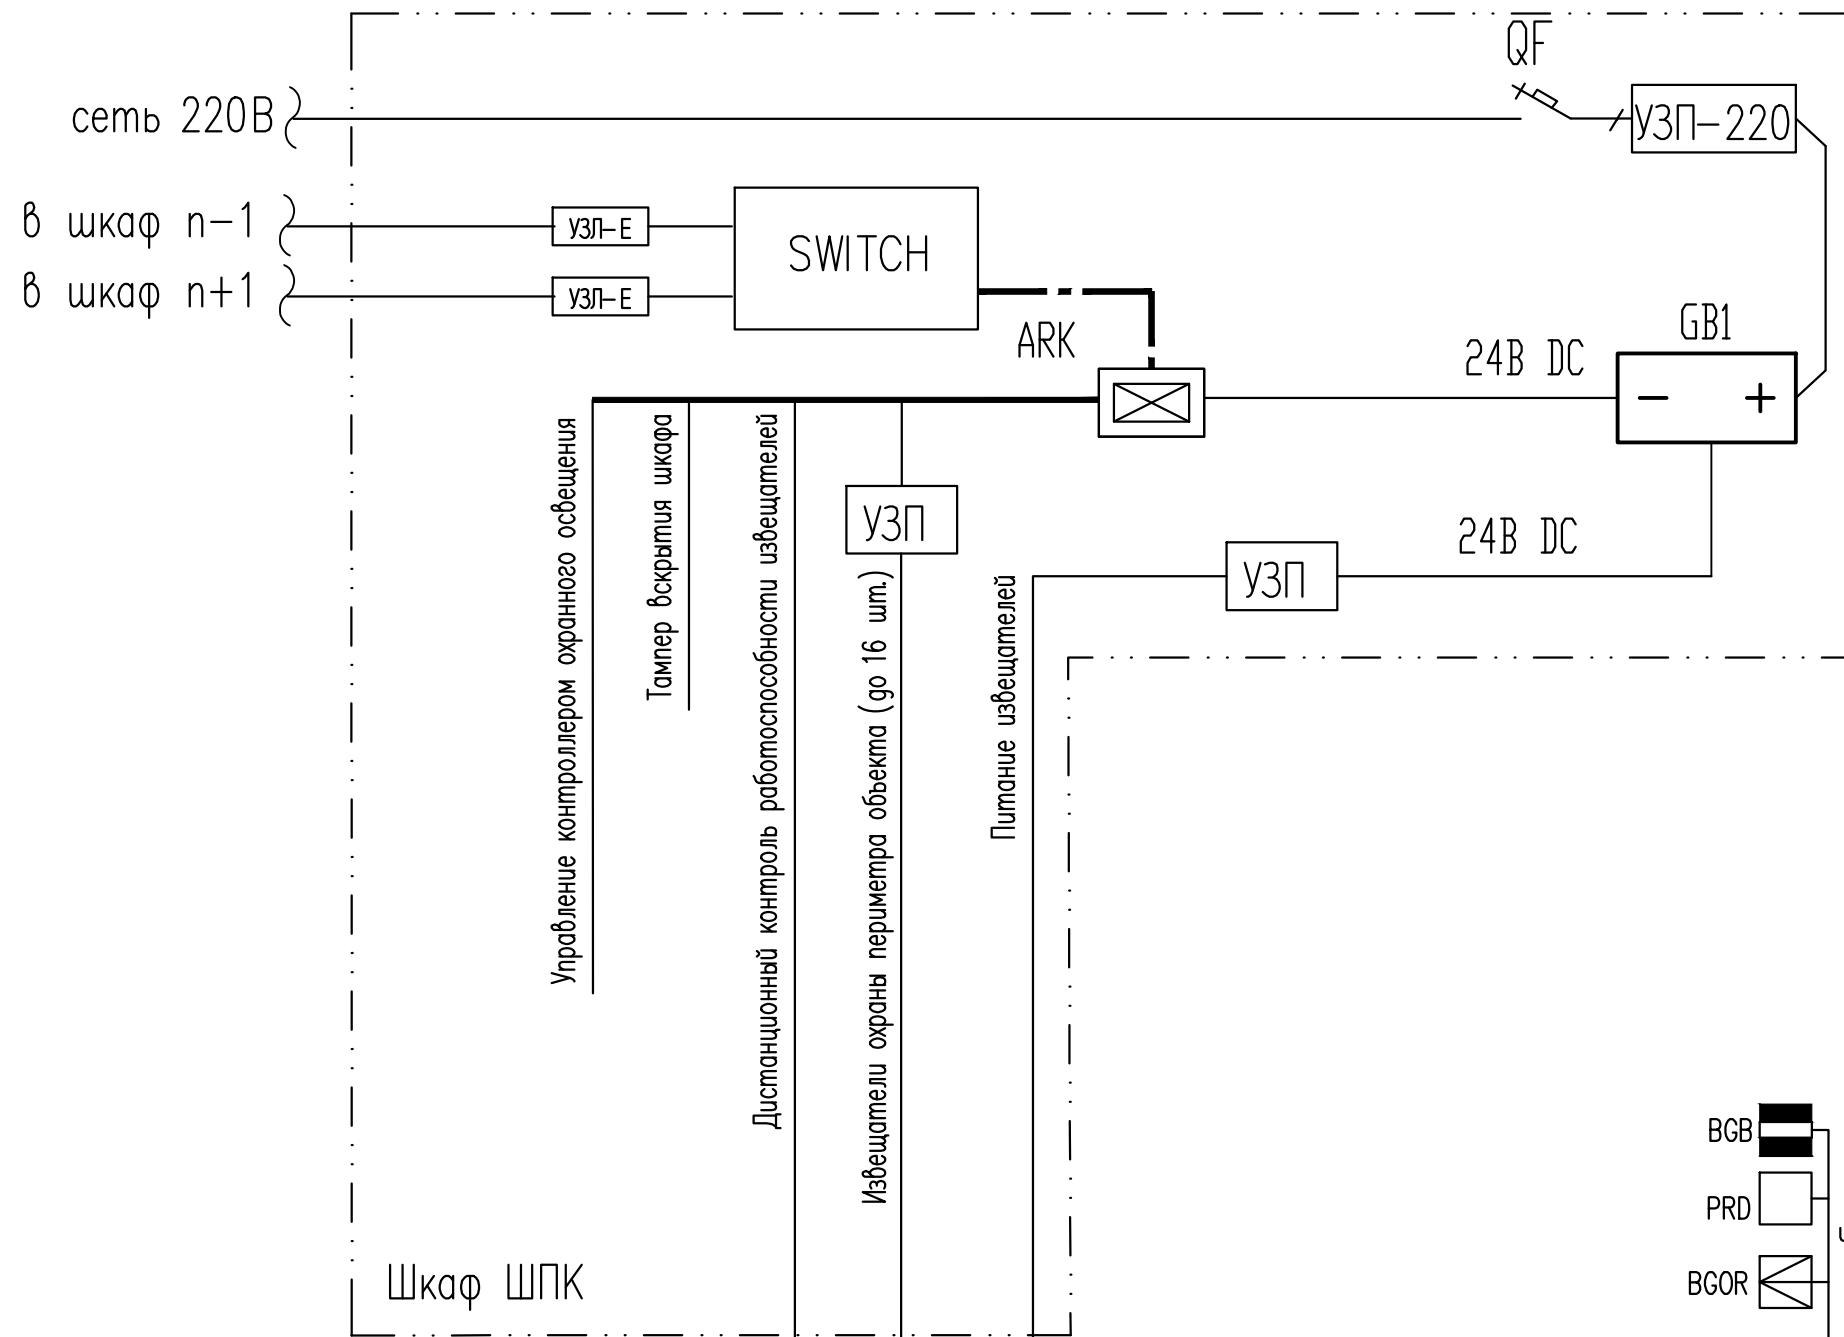 QF
сеть 220В
УЗП-220
в шкаф n-1
УЗЛ-Е
SWITCH
в шкаф n+1
УЗЛ-Е
ARK
GB1
24В DC
- +
24В DC
УЗП
УЗП
Управление контроллером охранного освещения
Тампер вскрытия шкафа
Дистанционный контроль работоспособности извещателей
Извещатели охраны периметра обьекта (до 16 шт.)
Питание извещателей
BGB
PRD
BGOR
Шкаф ШПК